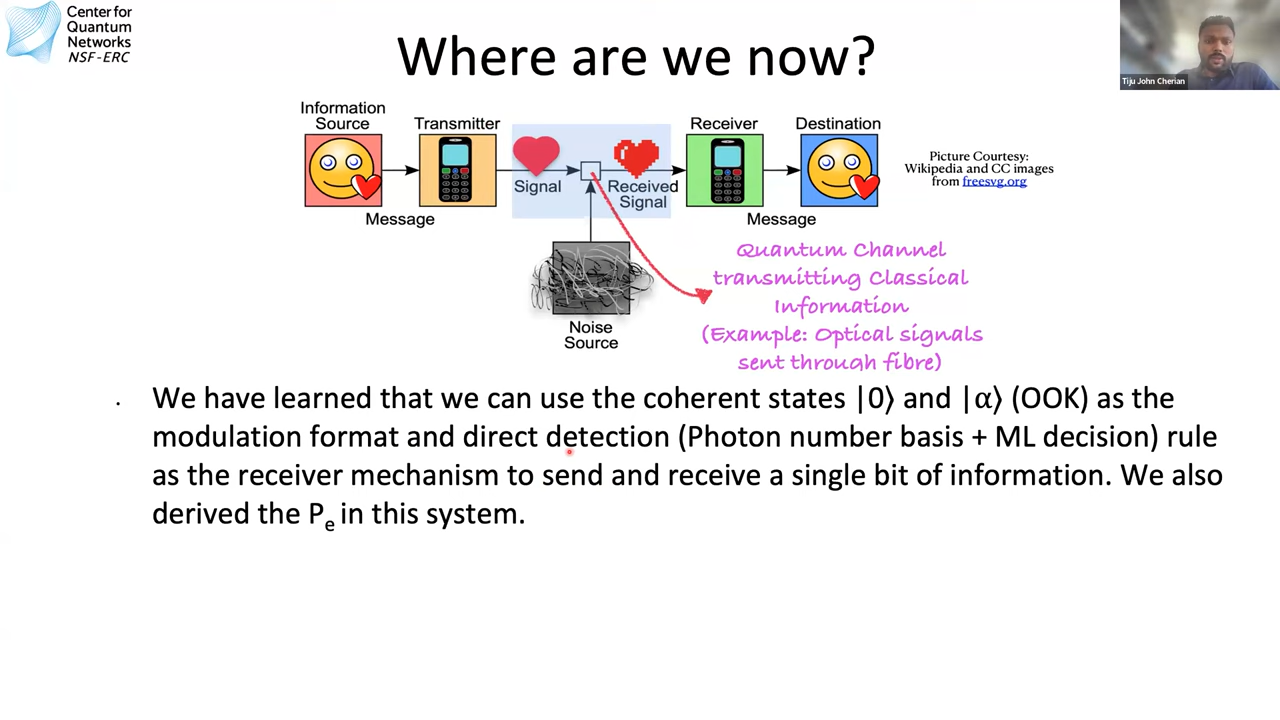 Center for
Quantum
Networks
NSF-ERC
Where are we now?
Tiju John Cherian
Information
Source
Transmitter
Receiver
Destination
Signal
Received
Signal
Message
Message
Picture Courtesy:
Wikipedia and CC images
from freesvg.org
Noise
Source
Quantum Channel
transmitting Classical
Information
(Example: Optical signals
sent through fibre)
· We have learned that we can use the coherent states |0⟩ and |α⟩ (OOK) as the
modulation format and direct detection (Photon number basis + ML decision) rule
as the receiver mechanism to send and receive a single bit of information. We also
derived the Pe in this system.